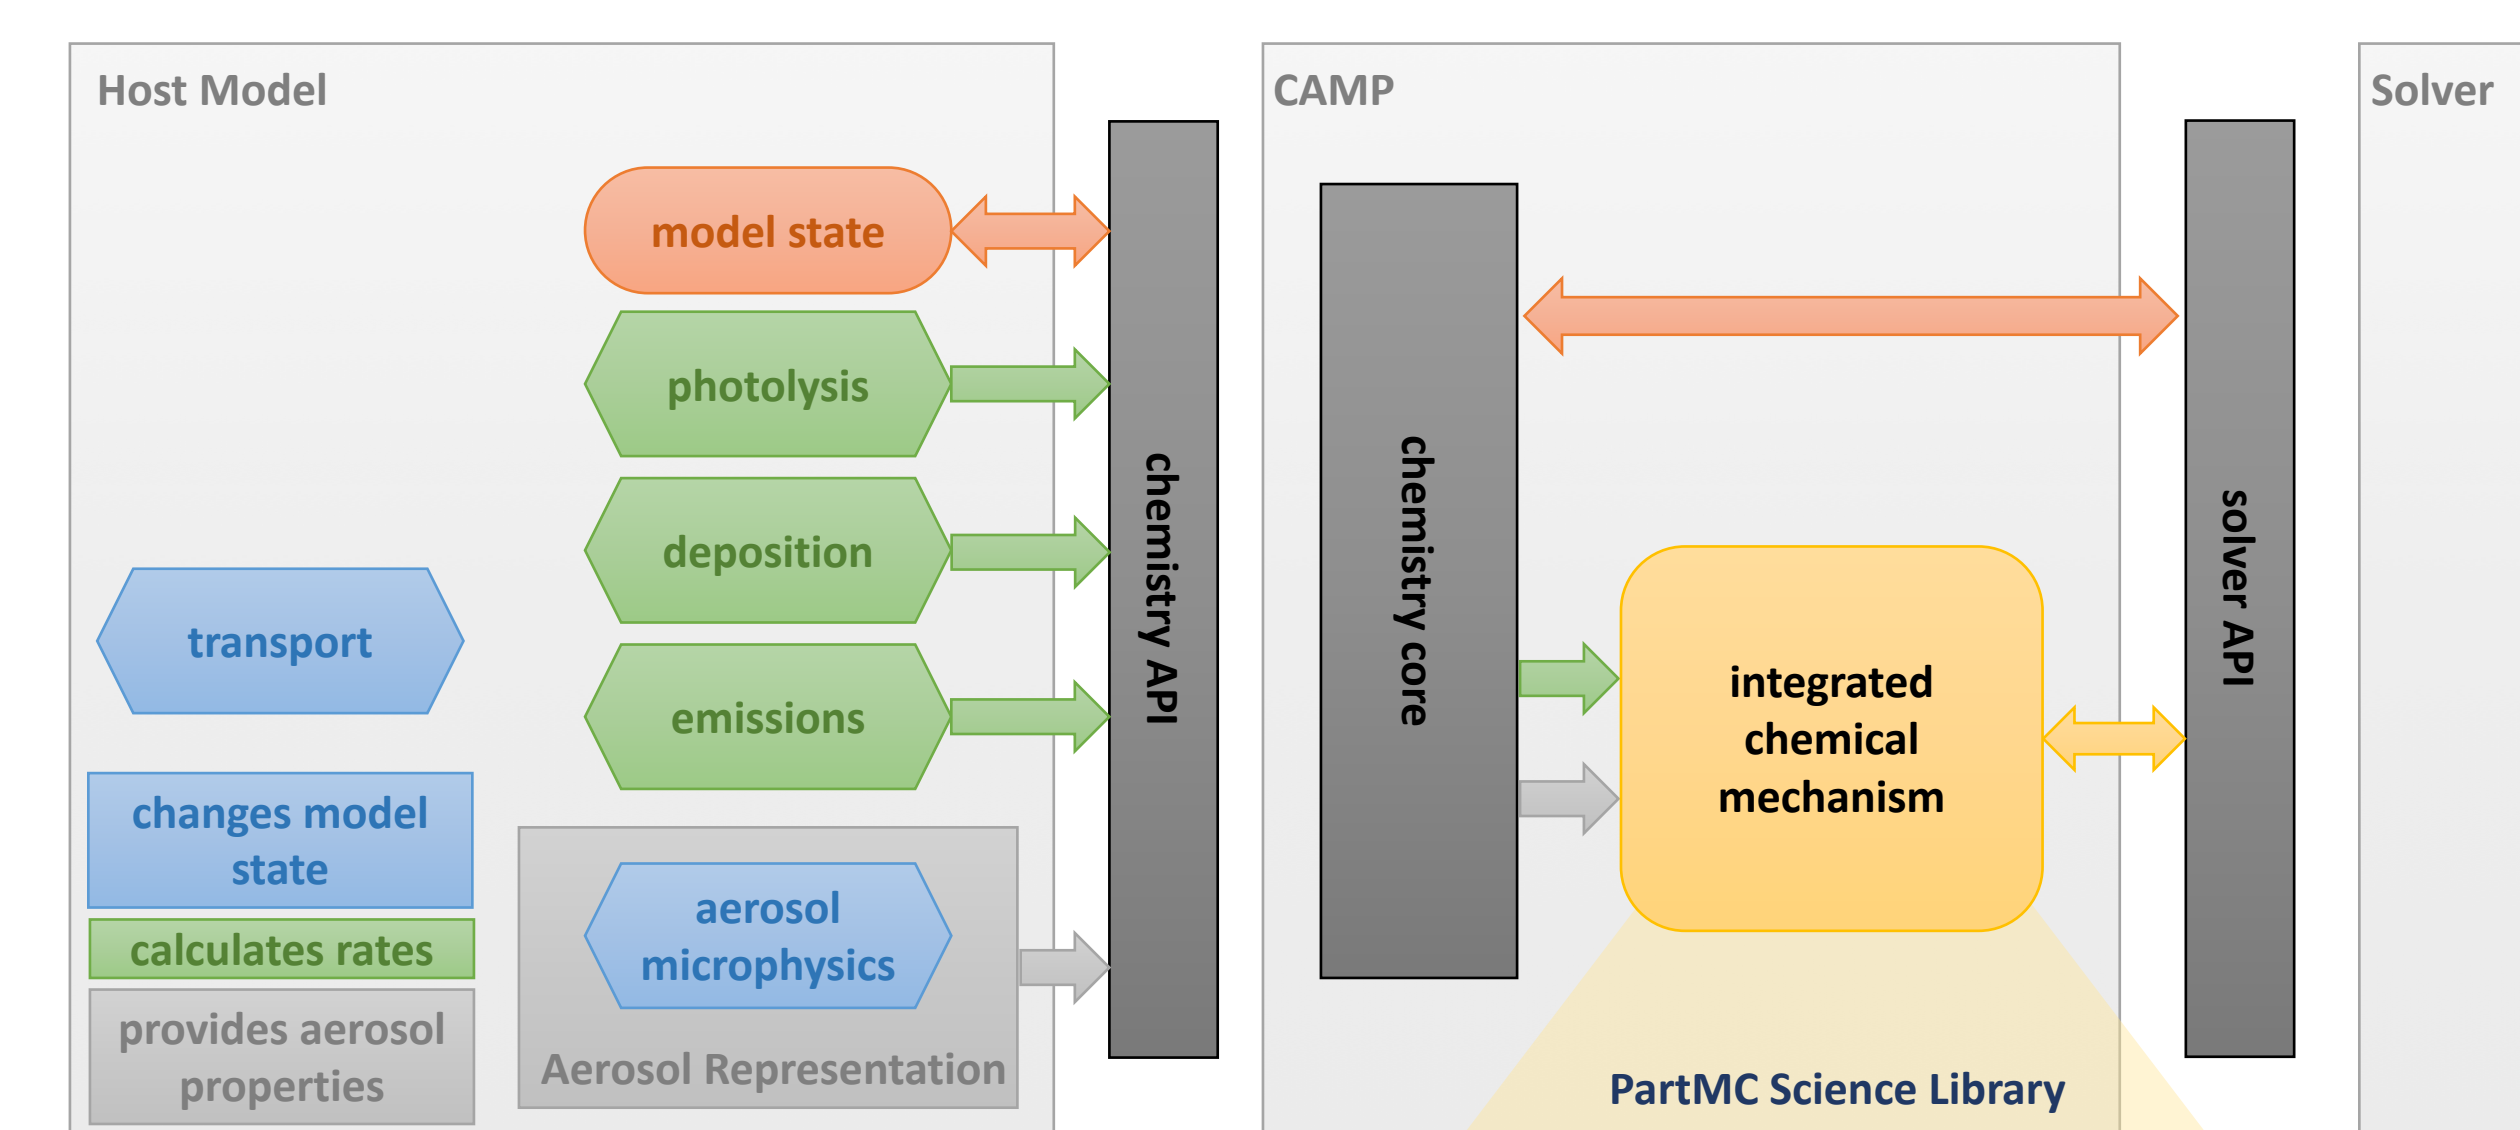 Host Model
model state
photolysis
deposition
emissions
transport
changes model
state
calculates rates
provides aerosol
properties
aerosol
microphysics
Aerosol Representation
chemistry API
CAMP
chemistry core
integrated
chemical
mechanism
PartMC Science Library
solver API
Solver